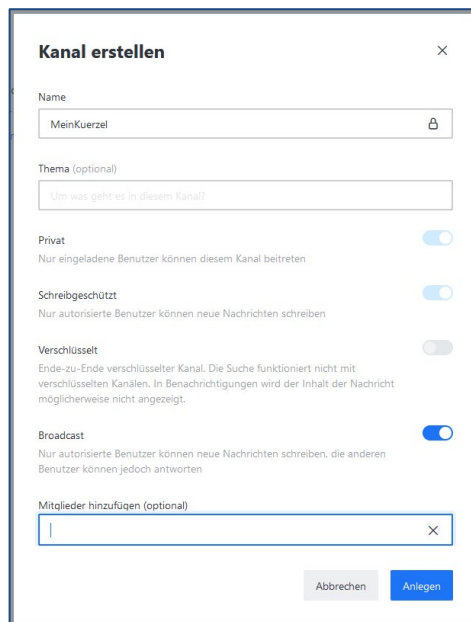 Kanal erstellen
Name
MeinKuerzel
Thema (optional)
Um was geht es in diesem Kanal?
Privat
Nur eingeladene Benutzer können diesem Kanal beitreten
Schreibgeschützt
Nur autorisierte Benutzer können neue Nachrichten schreiben
Verschlüsselt
Ende-zu-Ende verschlüsselter Kanal. Die Suche funktioniert nicht mit
verschlüsselten Kanälen. In Benachrichtigungen wird der Inhalt der Nachricht
möglicherweise nicht angezeigt.
Broadcast
Nur autorisierte Benutzer können neue Nachrichten schreiben, die anderen
Benutzer können jedoch antworten
Mitglieder hinzufügen (optional)
Abbrechen
Anlegen